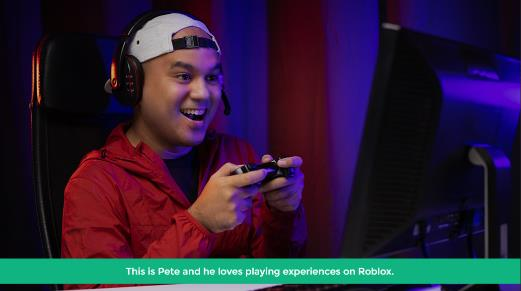 This is Pete and he loves playing experiences on Roblox.